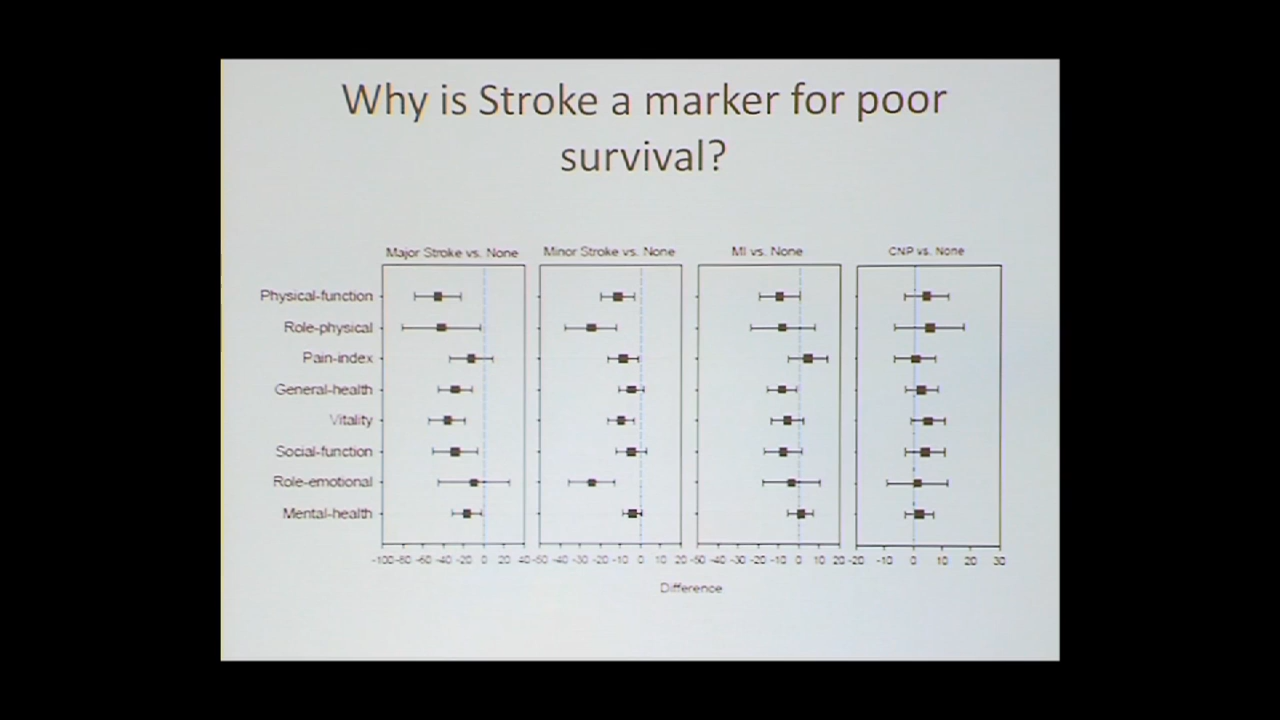 Why is Stroke a marker for poor
survival?
Major Stroke vs. None Minor Stroke vs. None MI vs. None CNP vs. None
Physical-function
Role-physical
Pain-index
General-health
Vitality
Social-function
Role-emotional
Mental-health
-100 -80 -60 -40 -20 0 20 40 -50 -40 -30 -20 -10 0 10 20 -50 -40 -30 -20 -10 0 10 20 -20 -10 0 10 20 30
Difference